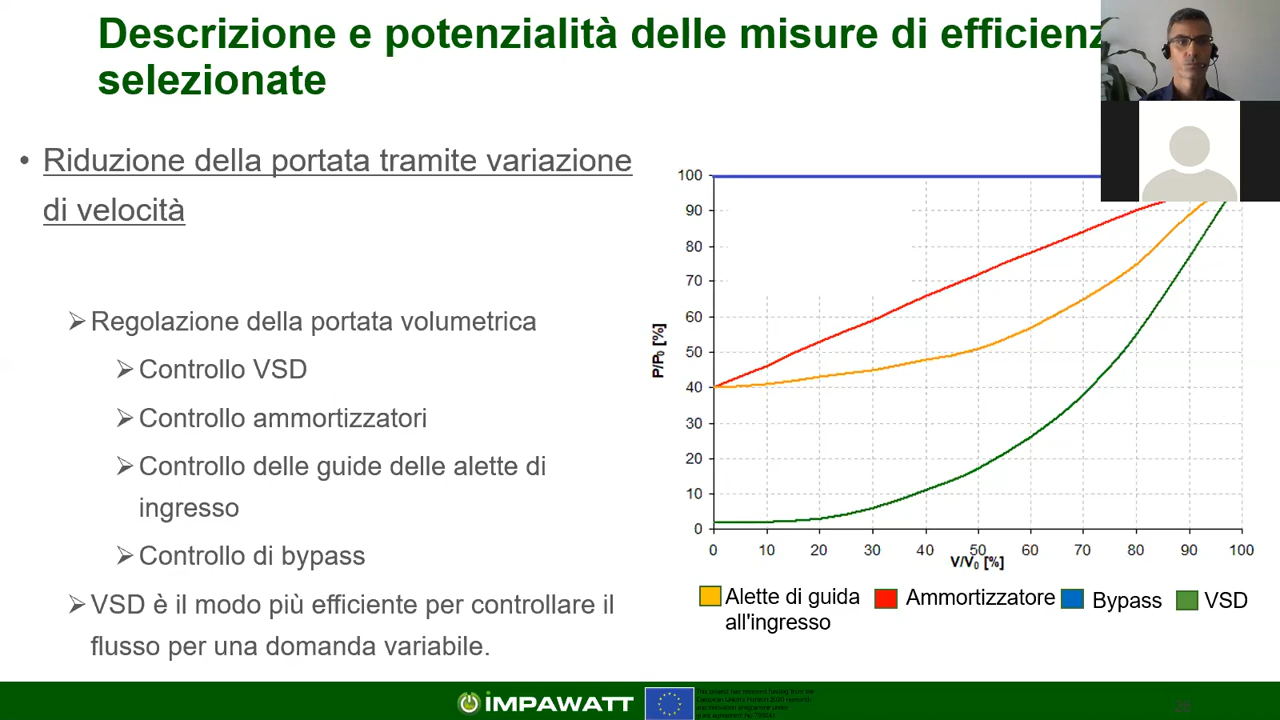 Descrizione e potenzialità delle misure di efficienz
selezionate
• Riduzione della portata tramite variazione
di velocità
Regolazione della portata volumetrica
Controllo VSD
Controllo ammortizzatori
Controllo delle guide delle alette di
ingresso
Controllo di bypass
VSD è il modo più efficiente per controllare il
flusso per una domanda variabile.
P/P₀ [%]
100
90
80
70
60
50
40
30
20
10
0
0 10 20 30 40 50 60 70 80 90 100
V/V₀ [%]
Alette di guida
all'ingresso
Ammortizzatore
Bypass
VSD
IMPAWATT
26